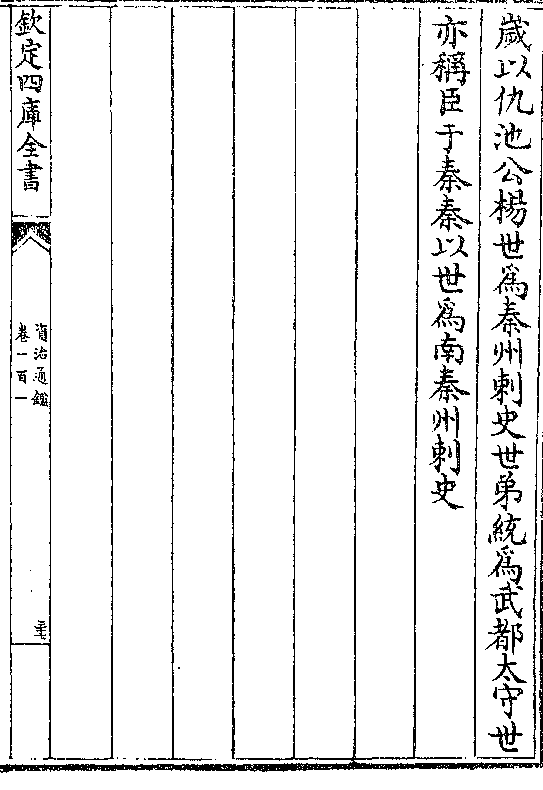 歲以仇池公楊世爲秦州刺史世弟統爲武都太守世
亦稱臣于秦秦以世爲南秦州刺史
欽定四庫全書
資治通鑑
卷一百一